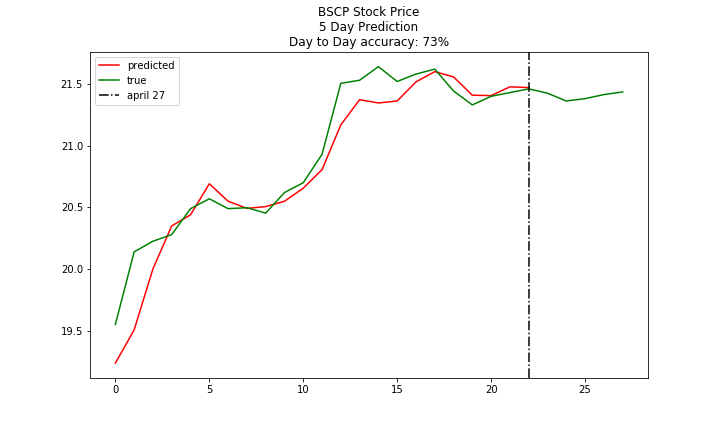 BSCP Stock Price
5 Day Prediction
Day to Day accuracy: 73%
predicted
true
april 27
21.5
21.0
20.5
20.0
19.5
0 5 10 15 20 25